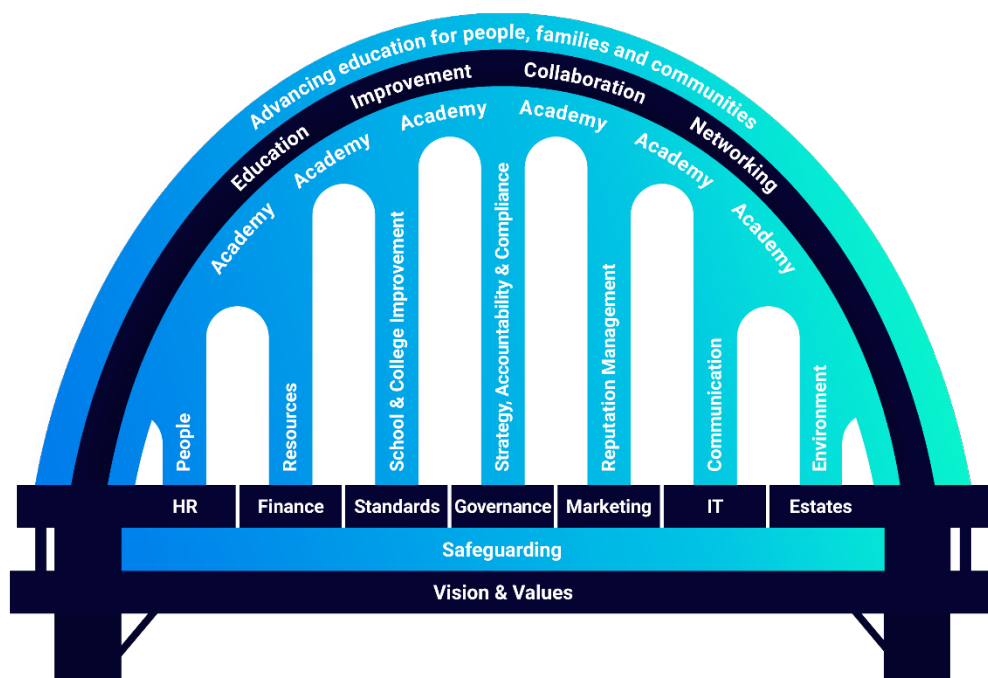 Advancing education for people, families and communities
Education Improvement Collaboration Networking
Academy Academy Academy Academy Academy Academy
People
Resources
School & College Improvement
Strategy, Accountability & Compliance
Reputation Management
Communication
Environment
HR Finance Standards Governance Marketing IT Estates
Safeguarding
Vision & Values